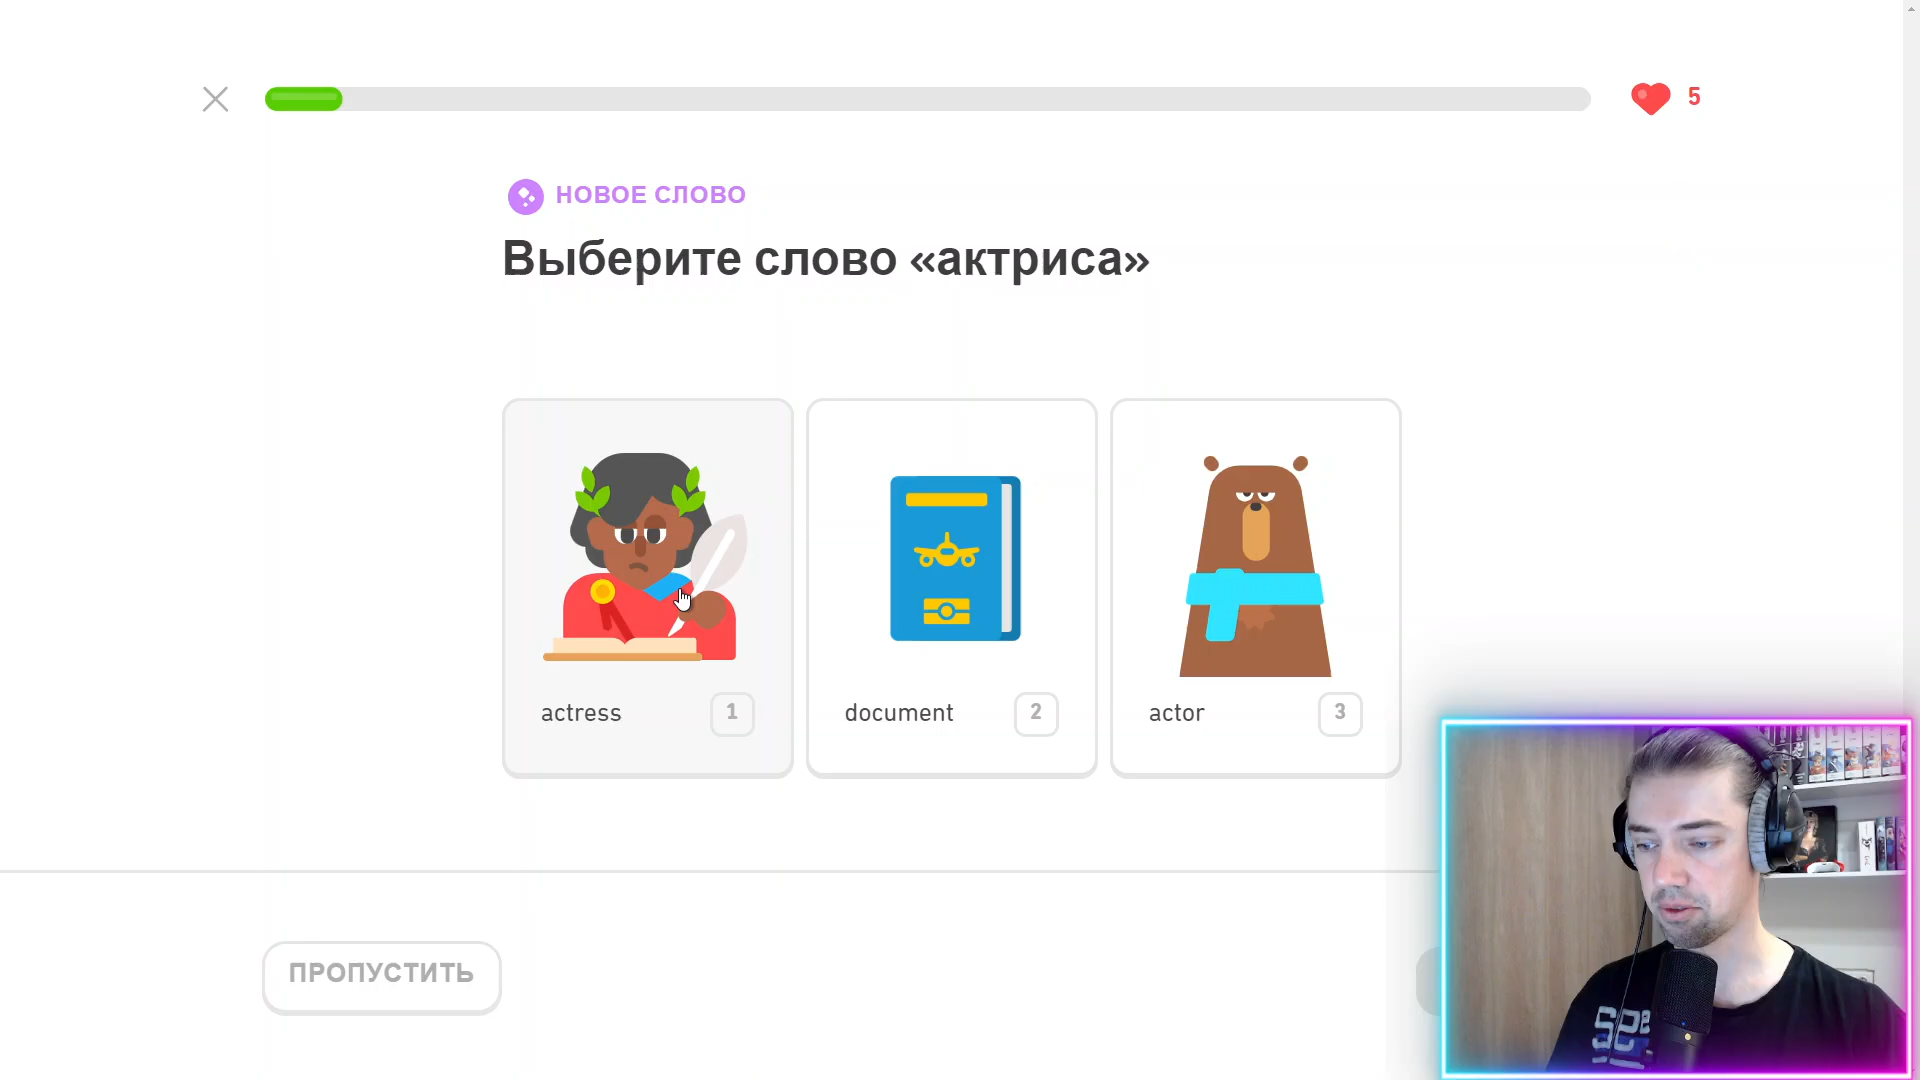 5
НОВОЕ СЛОВО
Выберите слово «актриса»
actress 1
document 2
actor 3
ПРОПУСТИТЬ